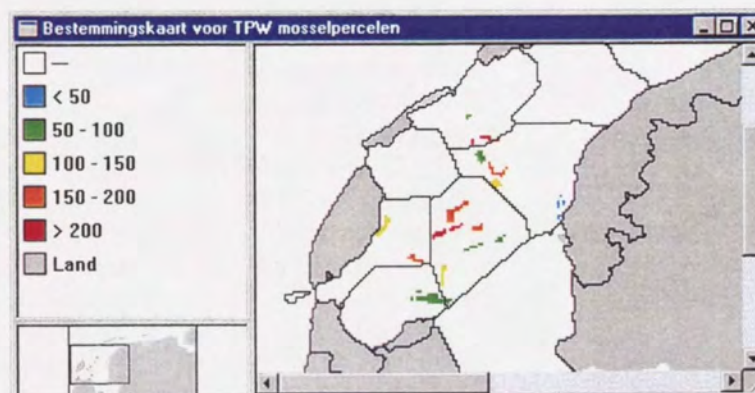 Bestemmingskaart voor TPW mosselpercelen
—
< 50
50 - 100
100 - 150
150 - 200
> 200
Land